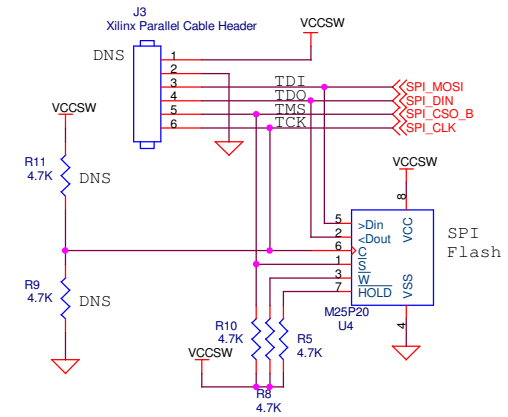 J3
Xilinx Parallel Cable Header
VCCSW
DNS
1
2
3
4
5
6
TDI
TDO
TMS
TCK
SPI_MOSI
SPI_DIN
SPI_CSO_B
SPI_CLK
VCCSW
R11
4.7K
DNS
R9
4.7K
DNS
VCCSW
8
VCC
5
>Din
2
<Dout
6
C
1
S
3
W
7
HOLD
VSS
4
SPI
Flash
M25P20
U4
R10
4.7K
R5
4.7K
VCCSW
R8
4.7K